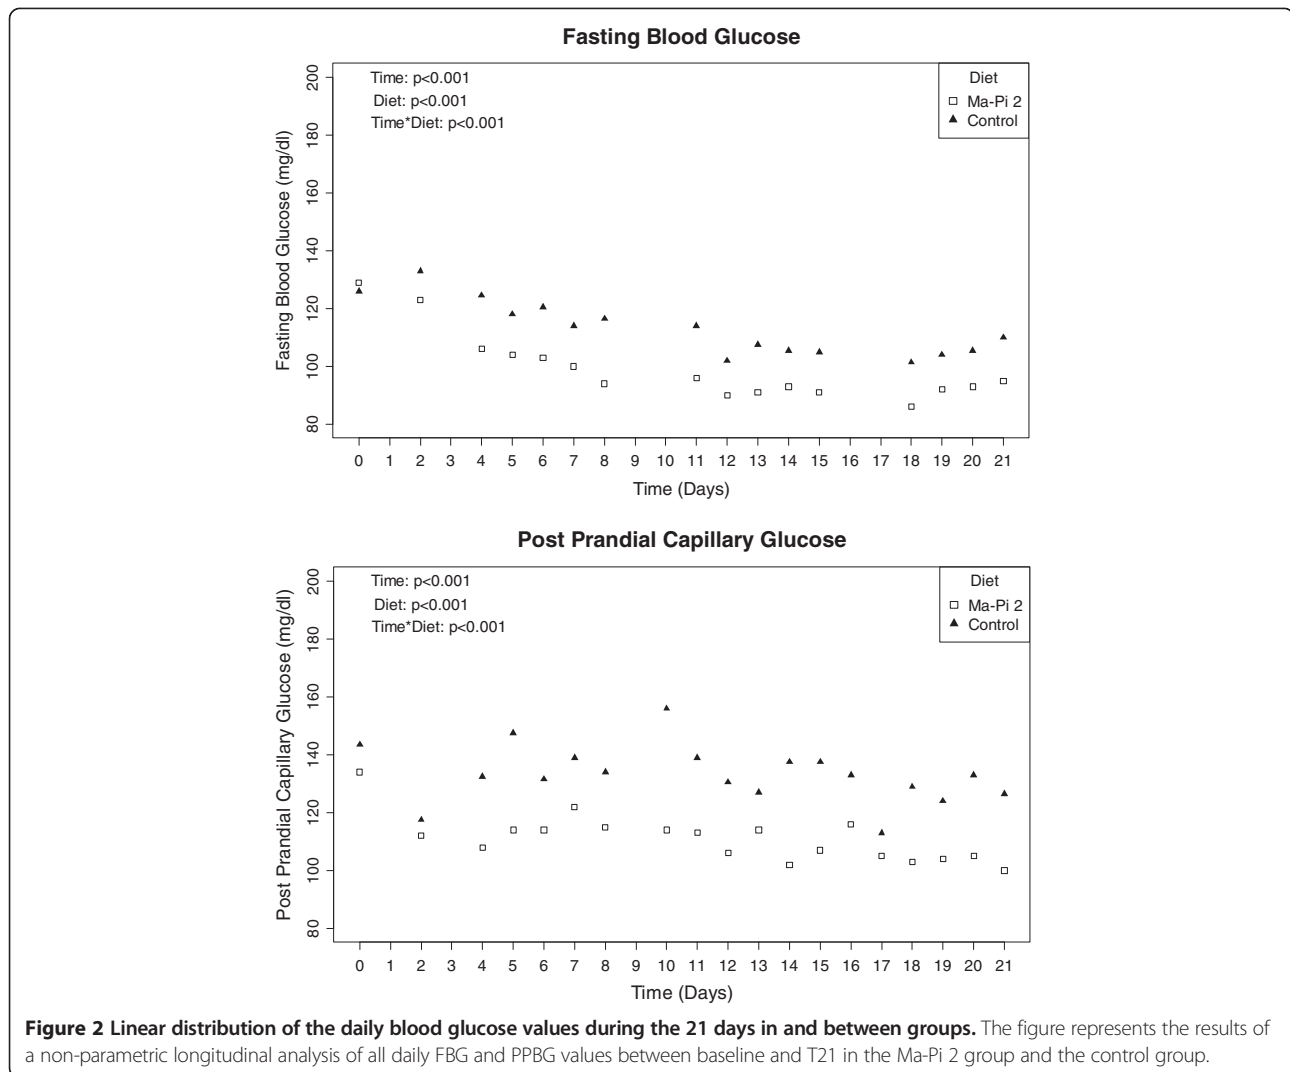 Fasting Blood Glucose
Time: p<0.001
Diet: p<0.001
Time*Diet: p<0.001
Diet
Ma-Pi 2
Control
Fasting Blood Glucose (mg/dl)
200
180
160
140
120
100
80
0 1 2 3 4 5 6 7 8 9 10 11 12 13 14 15 16 17 18 19 20 21
Time (Days)
Post Prandial Capillary Glucose
Time: p<0.001
Diet: p<0.001
Time*Diet: p<0.001
Diet
Ma-Pi 2
Control
Post Prandial Capillary Glucose (mg/dl)
200
180
160
140
120
100
80
0 1 2 3 4 5 6 7 8 9 10 11 12 13 14 15 16 17 18 19 20 21
Time (Days)
Figure 2 Linear distribution of the daily blood glucose values during the 21 days in and between groups. The figure represents the results of
a non-parametric longitudinal analysis of all daily FBG and PPBG values between baseline and T21 in the Ma-Pi 2 group and the control group.